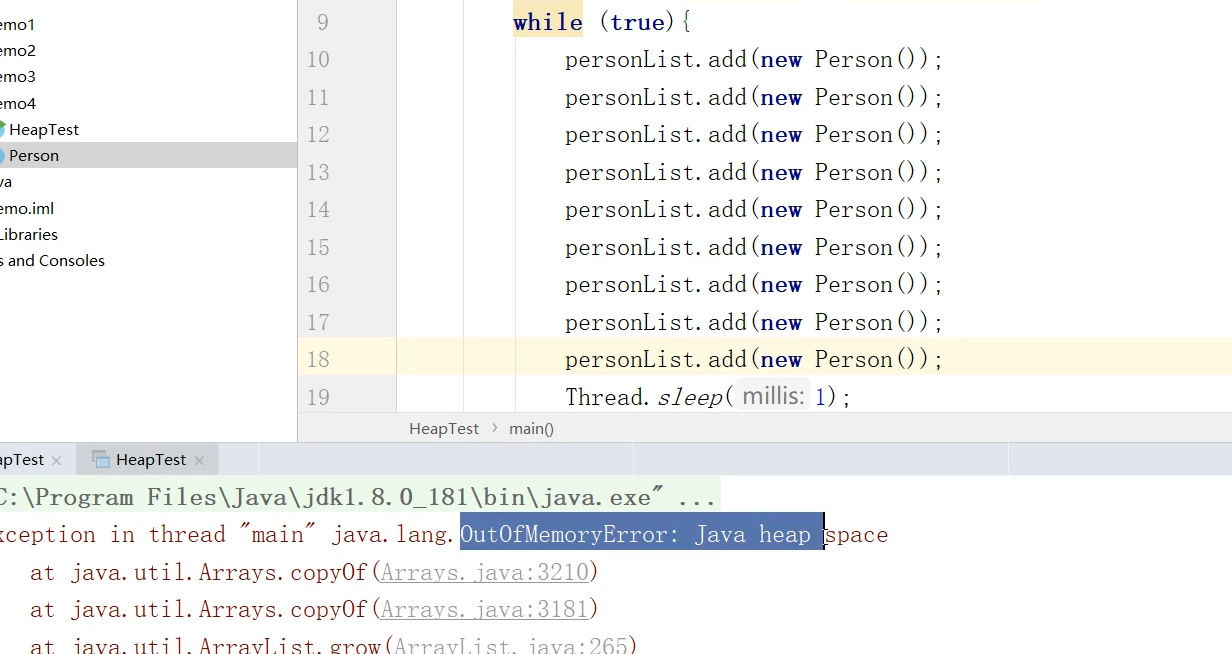 emo1
emo2
emo3
emo4
HeapTest
Person
va
emo.iml
Libraries
s and Consoles
9 while (true){
10 personList.add(new Person());
11 personList.add(new Person());
12 personList.add(new Person());
13 personList.add(new Person());
14 personList.add(new Person());
15 personList.add(new Person());
16 personList.add(new Person());
17 personList.add(new Person());
18 personList.add(new Person());
19 Thread.sleep( millis: 1);
HeapTest > main()
apTest × HeapTest ×
C:\Program Files\Java\jdk1.8.0_181\bin\java.exe" ...
xception in thread "main" java.lang.OutOfMemoryError: Java heap space
at java.util.Arrays.copyOf(Arrays.java:3210)
at java.util.Arrays.copyOf(Arrays.java:3181)
at java.util.ArrayList.grow(ArrayList.java:265)